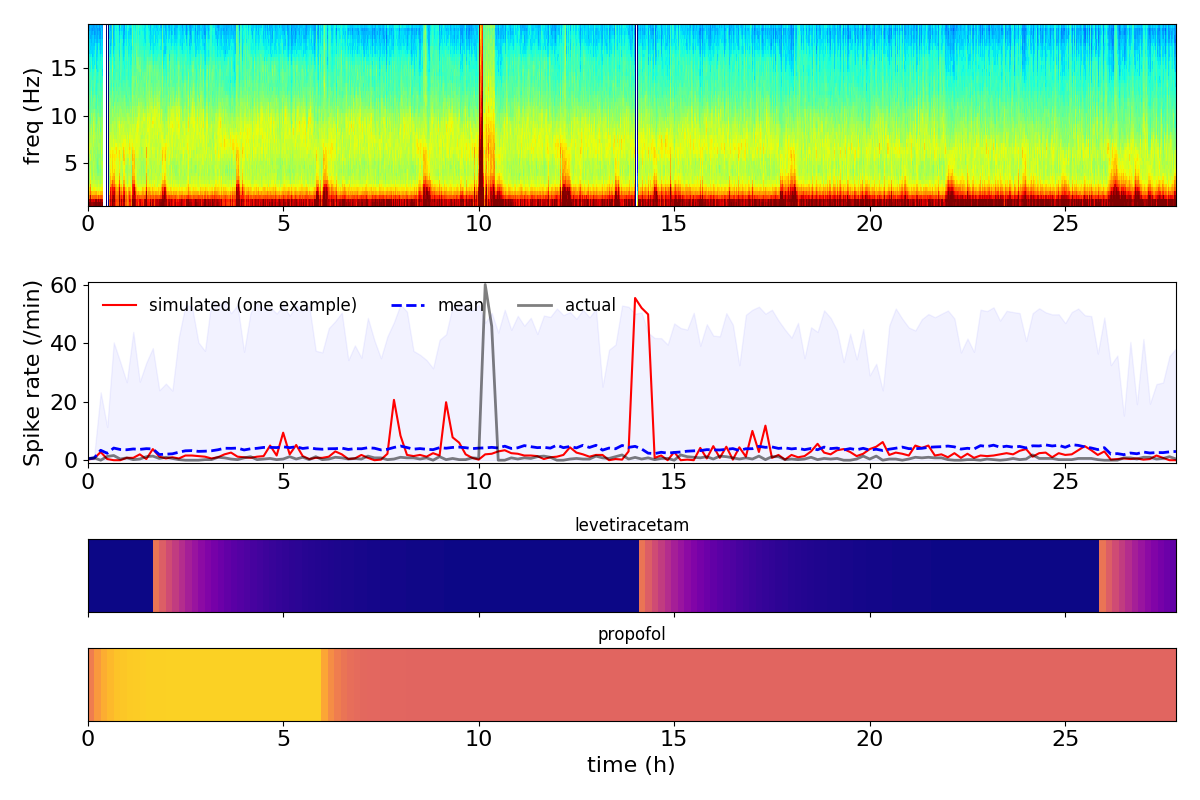 freq (Hz)
15
10
5
0 5 10 15 20 25
Spike rate (/min)
60
40
20
0
simulated (one example) mean actual
0 5 10 15 20 25
levetiracetam
propofol
0 5 10 15 20 25
time (h)